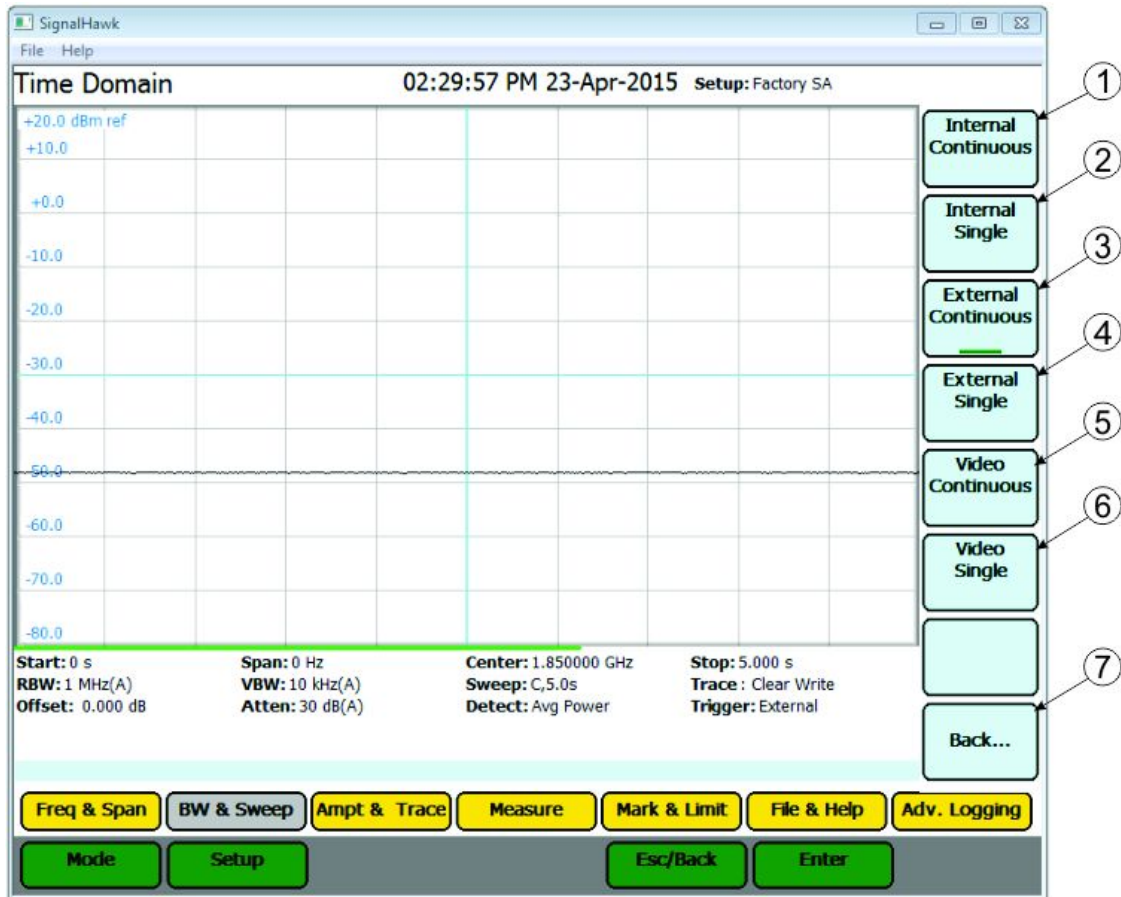 SignalHawk
File Help
Time Domain 02:29:57 PM 23-Apr-2015 Setup: Factory SA
+20.0 dBm ref
+10.0
+0.0
-10.0
-20.0
-30.0
-40.0
-50.0
-60.0
-70.0
-80.0
Internal
Continuous
1
Internal
Single
2
External
Continuous
3
External
Single
4
Video
Continuous
5
Video
Single
6
Back...
7
Start: 0 s Span: 0 Hz Center: 1.850000 GHz Stop: 5.000 s
RBW: 1 MHz(A) VBW: 10 kHz(A) Sweep: C,5.0s Trace : Clear Write
Offset: 0.000 dB Atten: 30 dB(A) Detect: Avg Power Trigger: External
Freq & Span BW & Sweep Ampt & Trace Measure Mark & Limit File & Help Adv. Logging
Mode Setup Esc/Back Enter